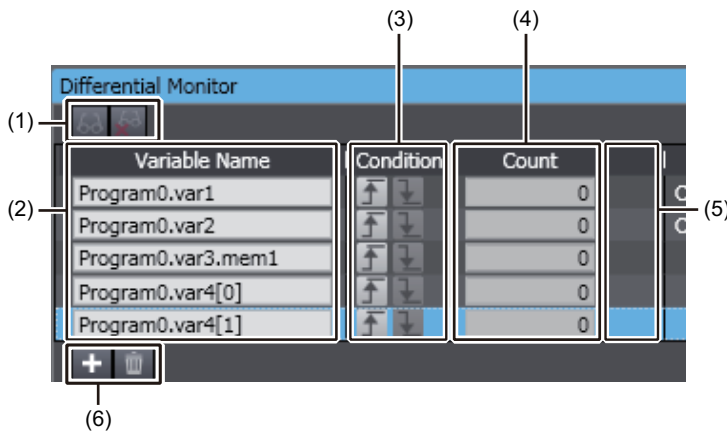 (3) (4)
Differential Monitor
(1)
Variable Name Condition Count
(2) (5)
Program0.var1 0
Program0.var2 0
Program0.var3.mem1 0
Program0.var4[0] 0
Program0.var4[1] 0
(6)